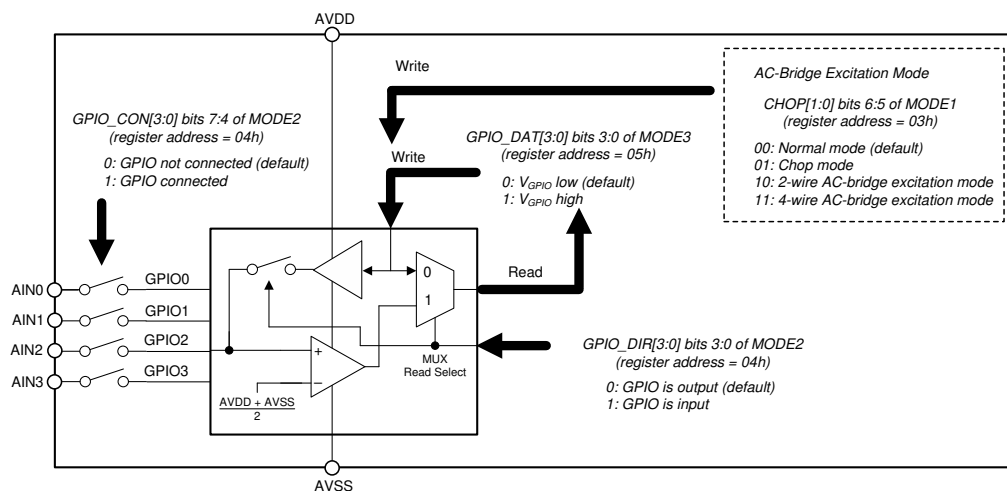 AVDD
Write
AC-Bridge Excitation Mode
CHOP[1:0] bits 6:5 of MODE1
(register address = 03h)
00: Normal mode (default)
01: Chop mode
10: 2-wire AC-bridge excitation mode
11: 4-wire AC-bridge excitation mode
GPIO_CON[3:0] bits 7:4 of MODE2
(register address = 04h)
0: GPIO not connected (default)
1: GPIO connected
Write
GPIO_DAT[3:0] bits 3:0 of MODE3
(register address = 05h)
0: VGPIO low (default)
1: VGPIO high
0
1
Read
AIN0
GPIO0
AIN1
GPIO1
AIN2
GPIO2
AIN3
GPIO3
+
−
AVDD + AVSS
2
MUX
Read Select
GPIO_DIR[3:0] bits 3:0 of MODE2
(register address = 04h)
0: GPIO is output (default)
1: GPIO is input
AVSS